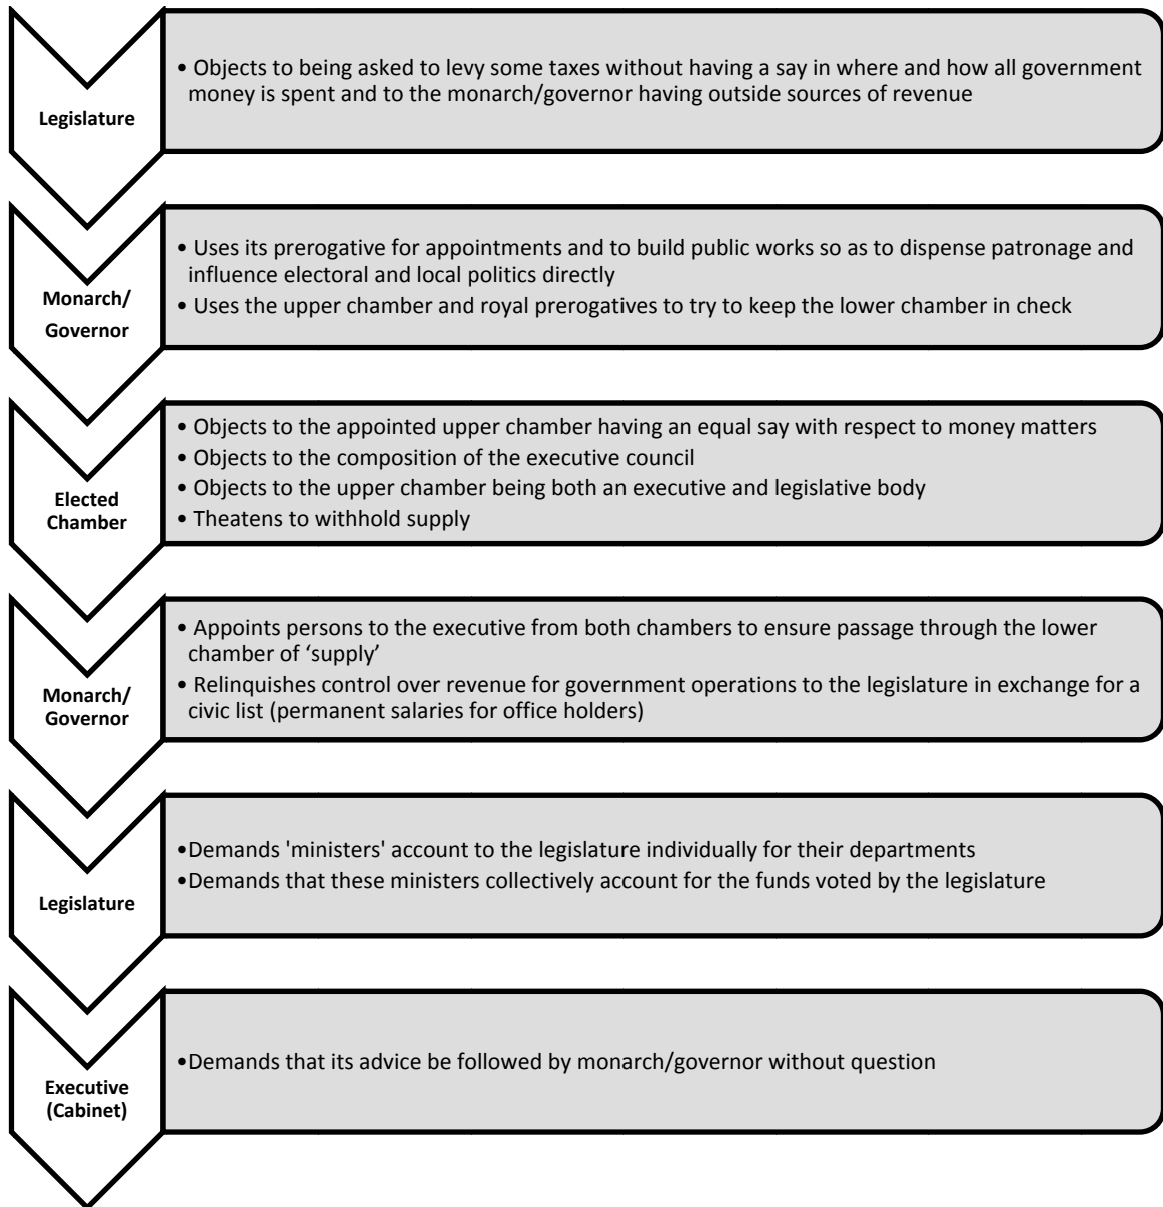 Legislature
• Objects to being asked to levy some taxes without having a say in where and how all government
money is spent and to the monarch/governor having outside sources of revenue
Monarch/
Governor
• Uses its prerogative for appointments and to build public works so as to dispense patronage and
influence electoral and local politics directly
• Uses the upper chamber and royal prerogatives to try to keep the lower chamber in check
Elected
Chamber
• Objects to the appointed upper chamber having an equal say with respect to money matters
• Objects to the composition of the executive council
• Objects to the upper chamber being both an executive and legislative body
• Theatens to withhold supply
Monarch/
Governor
• Appoints persons to the executive from both chambers to ensure passage through the lower
chamber of ‘supply’
• Relinquishes control over revenue for government operations to the legislature in exchange for a
civic list (permanent salaries for office holders)
Legislature
•Demands 'ministers' account to the legislature individually for their departments
•Demands that these ministers collectively account for the funds voted by the legislature
Executive
(Cabinet)
•Demands that its advice be followed by monarch/governor without question